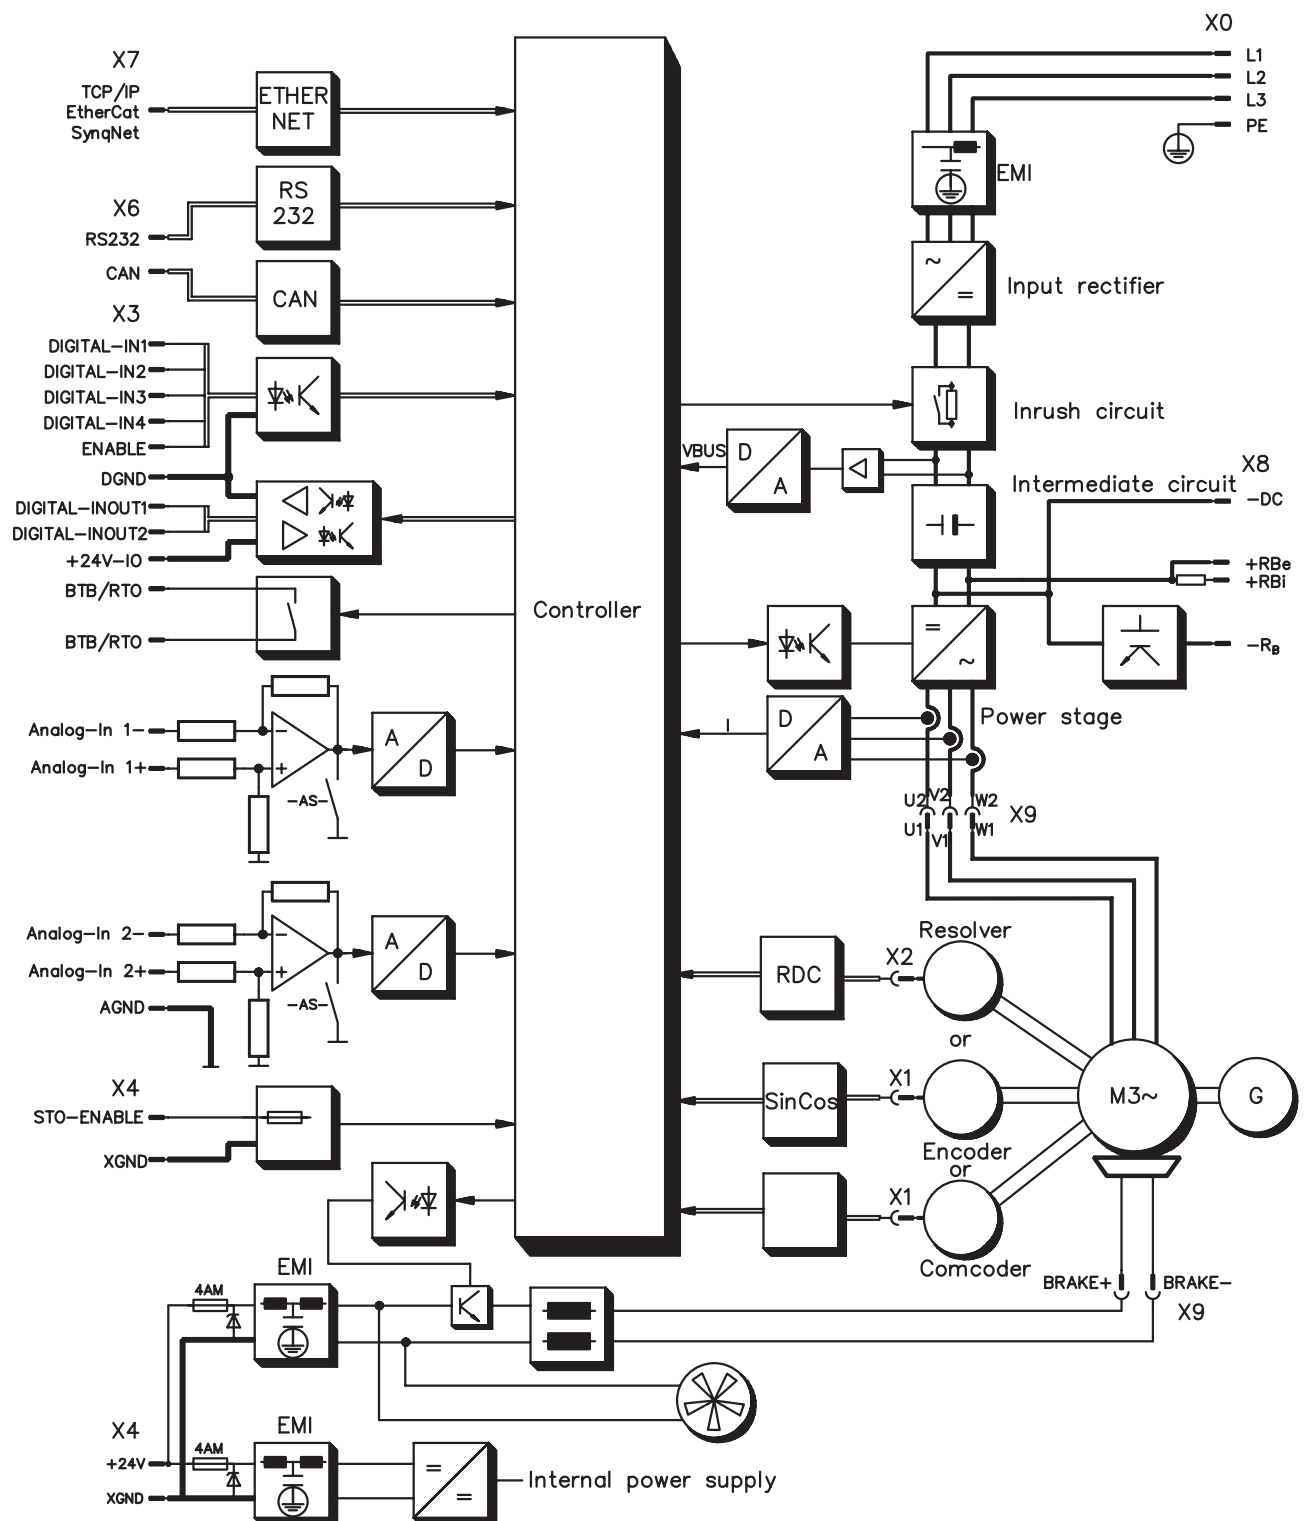 X7
TCP/IP
EtherCat
SynqNet
ETHER
NET
X6
RS232
RS
232
CAN
CAN
X3
DIGITAL-IN1
DIGITAL-IN2
DIGITAL-IN3
DIGITAL-IN4
ENABLE
DGND
DIGITAL-INOUT1
DIGITAL-INOUT2
+24V-IO
BTB/RTO
BTB/RTO
Analog-In 1-
Analog-In 1+
-
+
-AS-
A
D
Analog-In 2-
Analog-In 2+
AGND
-
+
-AS-
A
D
X4
STO-ENABLE
XGND
Controller
X0
L1
L2
L3
PE
EMI
~
=
Input rectifier
Inrush circuit
VBUS
D
A
X8
Intermediate circuit
-DC
+RBe
+RBi
-RB
=
~
Power stage
I
D
A
U2
V2
W2
X9
U1
V1
W1
Resolver
X2
RDC
or
X1
SinCos
Encoder
or
X1
Comcoder
M3~
G
BRAKE+
BRAKE-
X9
EMI
4AM
X4
EMI
4AM
+24V
XGND
=
=
Internal power supply